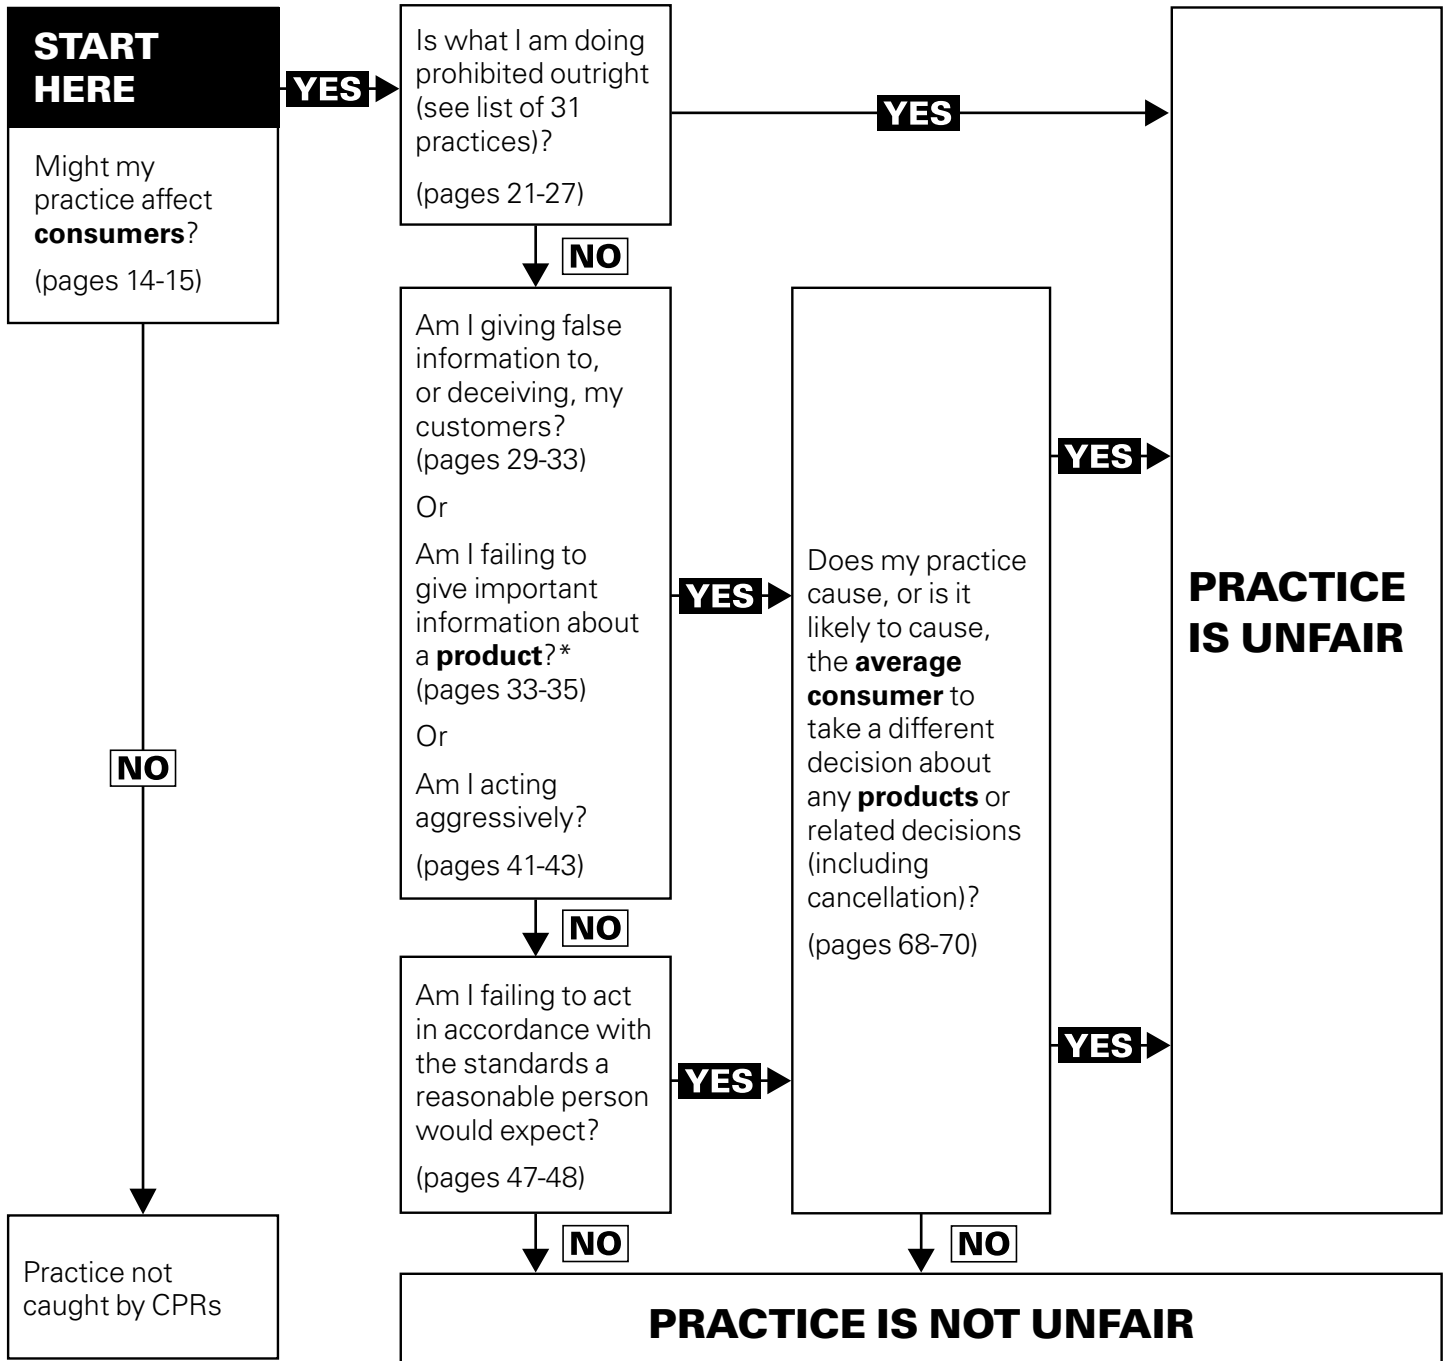 START
HERE
Might my
practice affect
consumers?
(pages 14-15)
YES
Is what I am doing
prohibited outright
(see list of 31
practices)?
(pages 21-27)
YES
NO
Am I giving false
information to,
or deceiving, my
customers?
(pages 29-33)
Or
Am I failing to
give important
information about
a product?*
(pages 33-35)
Or
Am I acting
aggressively?
(pages 41-43)
YES
NO
Am I failing to act
in accordance with
the standards a
reasonable person
would expect?
(pages 47-48)
YES
NO
Does my practice
cause, or is it
likely to cause,
the average
consumer to
take a different
decision about
any products or
related decisions
(including
cancellation)?
(pages 68-70)
YES
YES
NO
PRACTICE
IS UNFAIR
NO
Practice not
caught by CPRs
PRACTICE IS NOT UNFAIR